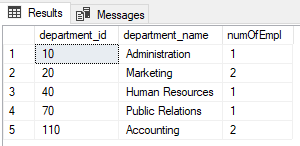 Results Messages
department_id department_name numOfEmpl
1 10 Administration 1
2 20 Marketing 2
3 40 Human Resources 1
4 70 Public Relations 1
5 110 Accounting 2